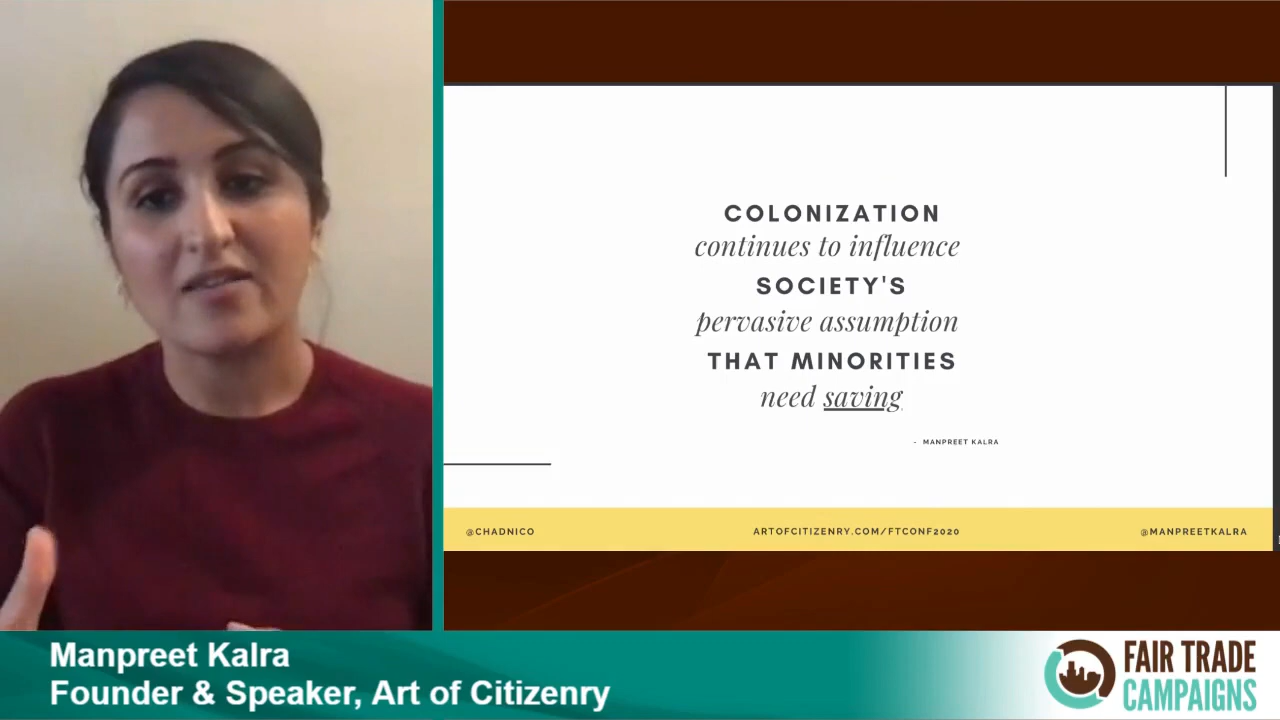 COLONIZATION
continues to influence
SOCIETY'S
pervasive assumption
THAT MINORITIES
need saving
- MANPREET KALRA
@CHADNICO
ARTOFCITIZENRY.COM/FTCONF2020
@MANPREETKALRA
Manpreet Kalra
Founder & Speaker, Art of Citizenry
FAIR TRADE
CAMPAIGNS